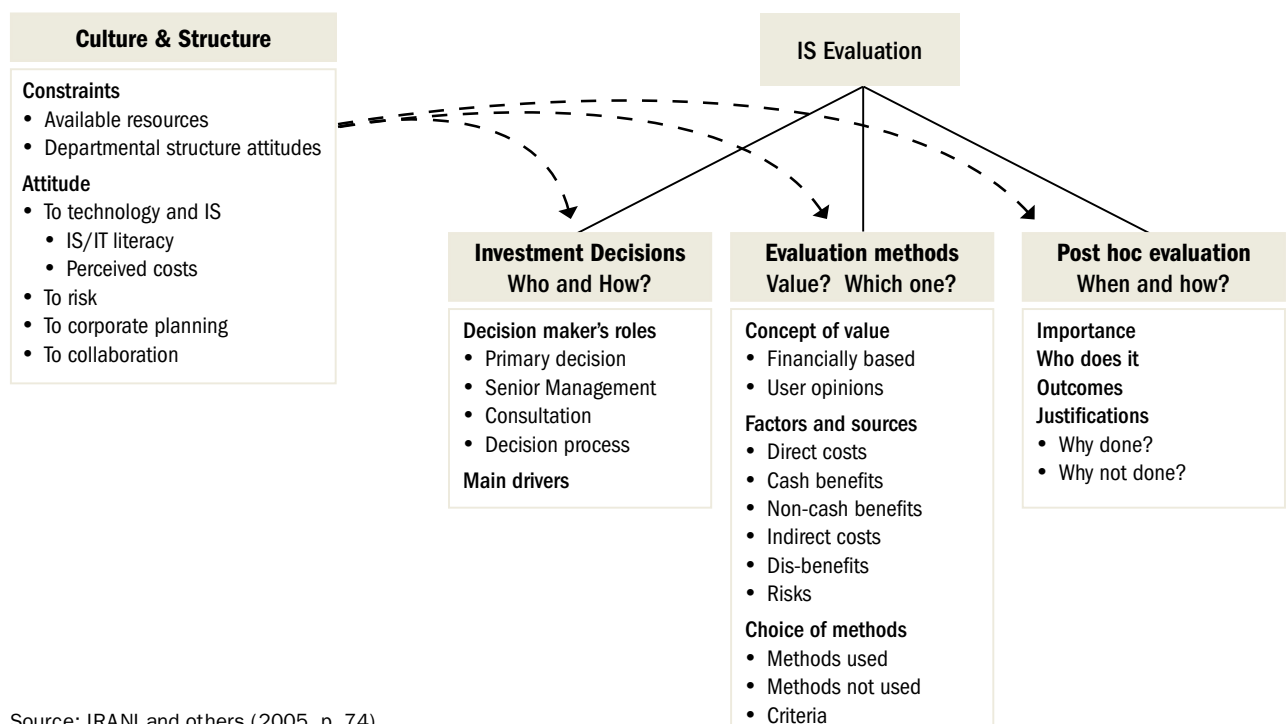 Culture & Structure
Constraints
• Available resources
• Departmental structure attitudes
Attitude
• To technology and IS
• IS/IT literacy
• Perceived costs
• To risk
• To corporate planning
• To collaboration
IS Evaluation
Investment Decisions
Who and How?
Decision maker's roles
• Primary decision
• Senior Management
• Consultation
• Decision process
Main drivers
Evaluation methods
Value? Which one?
Concept of value
• Financially based
• User opinions
Factors and sources
• Direct costs
• Cash benefits
• Non-cash benefits
• Indirect costs
• Dis-benefits
• Risks
Choice of methods
• Methods used
• Methods not used
• Criteria
Post hoc evaluation
When and how?
Importance
Who does it
Outcomes
Justifications
• Why done?
• Why not done?
Source: IRANI and others (2005, p. 74)